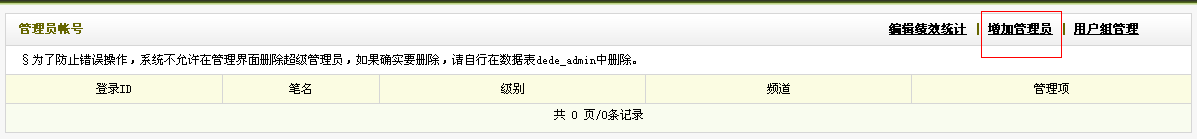 管理员帐号 编辑绩效统计 | 增加管理员 | 用户组管理
§为了防止错误操作，系统不允许在管理界面删除超级管理员，如果确实要删除，请自行在数据表dede_admin中删除。
登录ID 笔名 级别 频道 管理项
共 0 页/0条记录